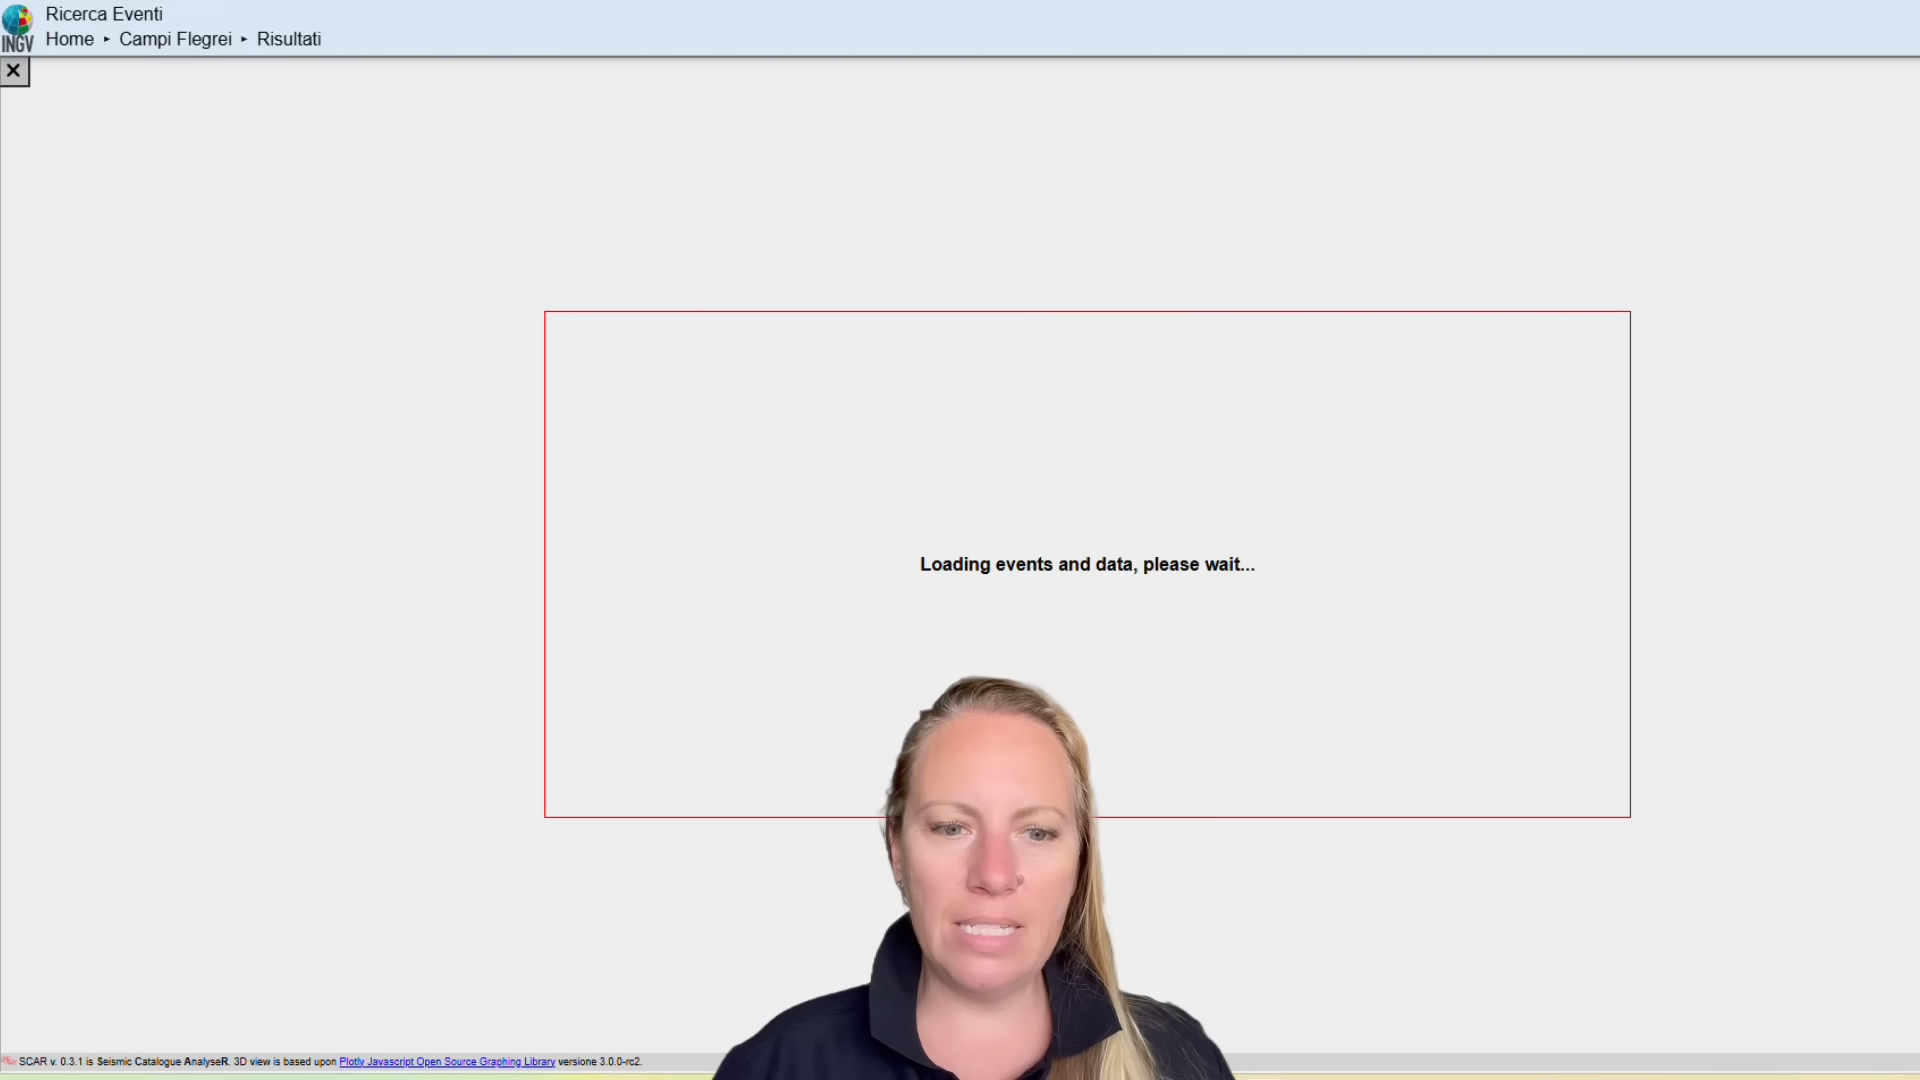 Ricerca Eventi
INGV
Home ▸ Campi Flegrei ▸ Risultati
✕
Loading events and data, please wait...
SCAR v. 0.3.1 is Seismic Catalogue AnalyseR. 3D view is based upon Plotly Javascript Open Source Graphing Library versione 3.0.0-rc2.